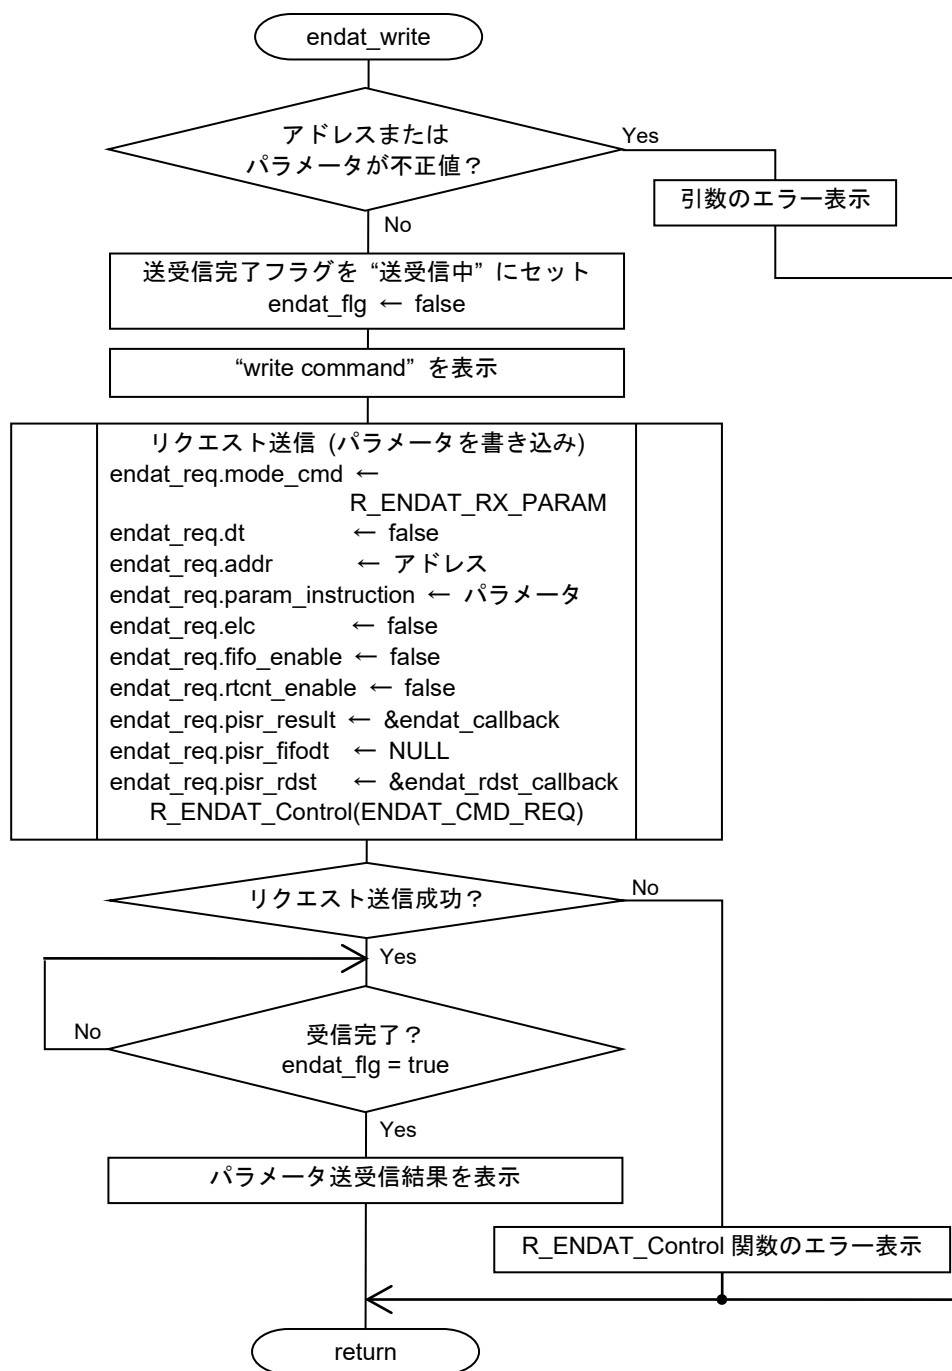 endat_write
アドレスまたは
パラメータが不正値？
Yes
引数のエラー表示
No
送受信完了フラグを “送受信中” にセット
endat_flg ← false
“write command” を表示
リクエスト送信 (パラメータを書き込み)
endat_req.mode_cmd ←
R_ENDAT_RX_PARAM
endat_req.dt ← false
endat_req.addr ← アドレス
endat_req.param_instruction ← パラメータ
endat_req.elc ← false
endat_req.fifo_enable ← false
endat_req.rtcnt_enable ← false
endat_req.pisr_result ← &endat_callback
endat_req.pisr_fifodt ← NULL
endat_req.pisr_rdst ← &endat_rdst_callback
R_ENDAT_Control(ENDAT_CMD_REQ)
リクエスト送信成功？
No
Yes
No
受信完了？
endat_flg = true
Yes
パラメータ送受信結果を表示
R_ENDAT_Control 関数のエラー表示
return